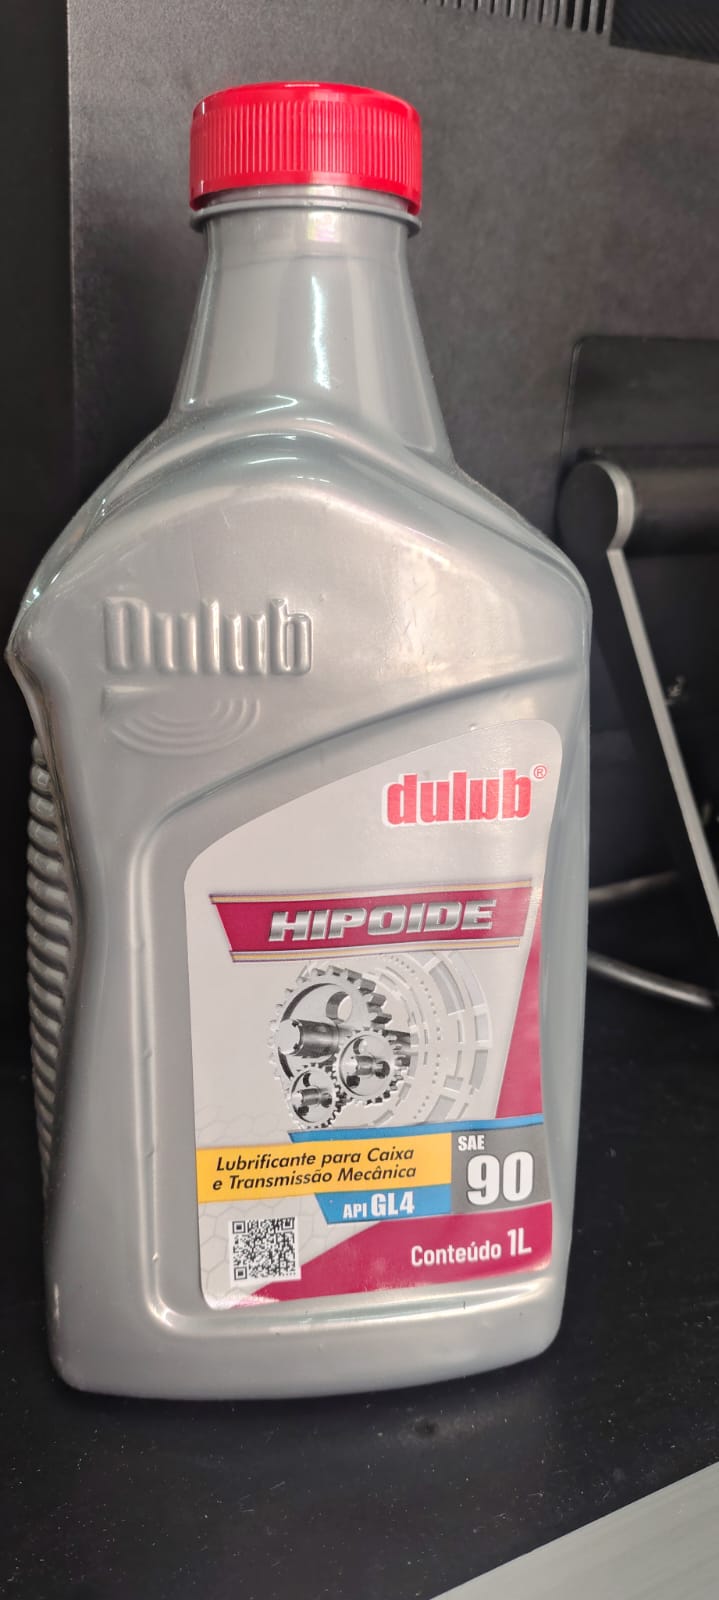 Dulub
dulub®
HIPOIDE
Lubrificante para Caixa
e Transmissão Mecânica
SAE
90
API GL4
Conteúdo 1L